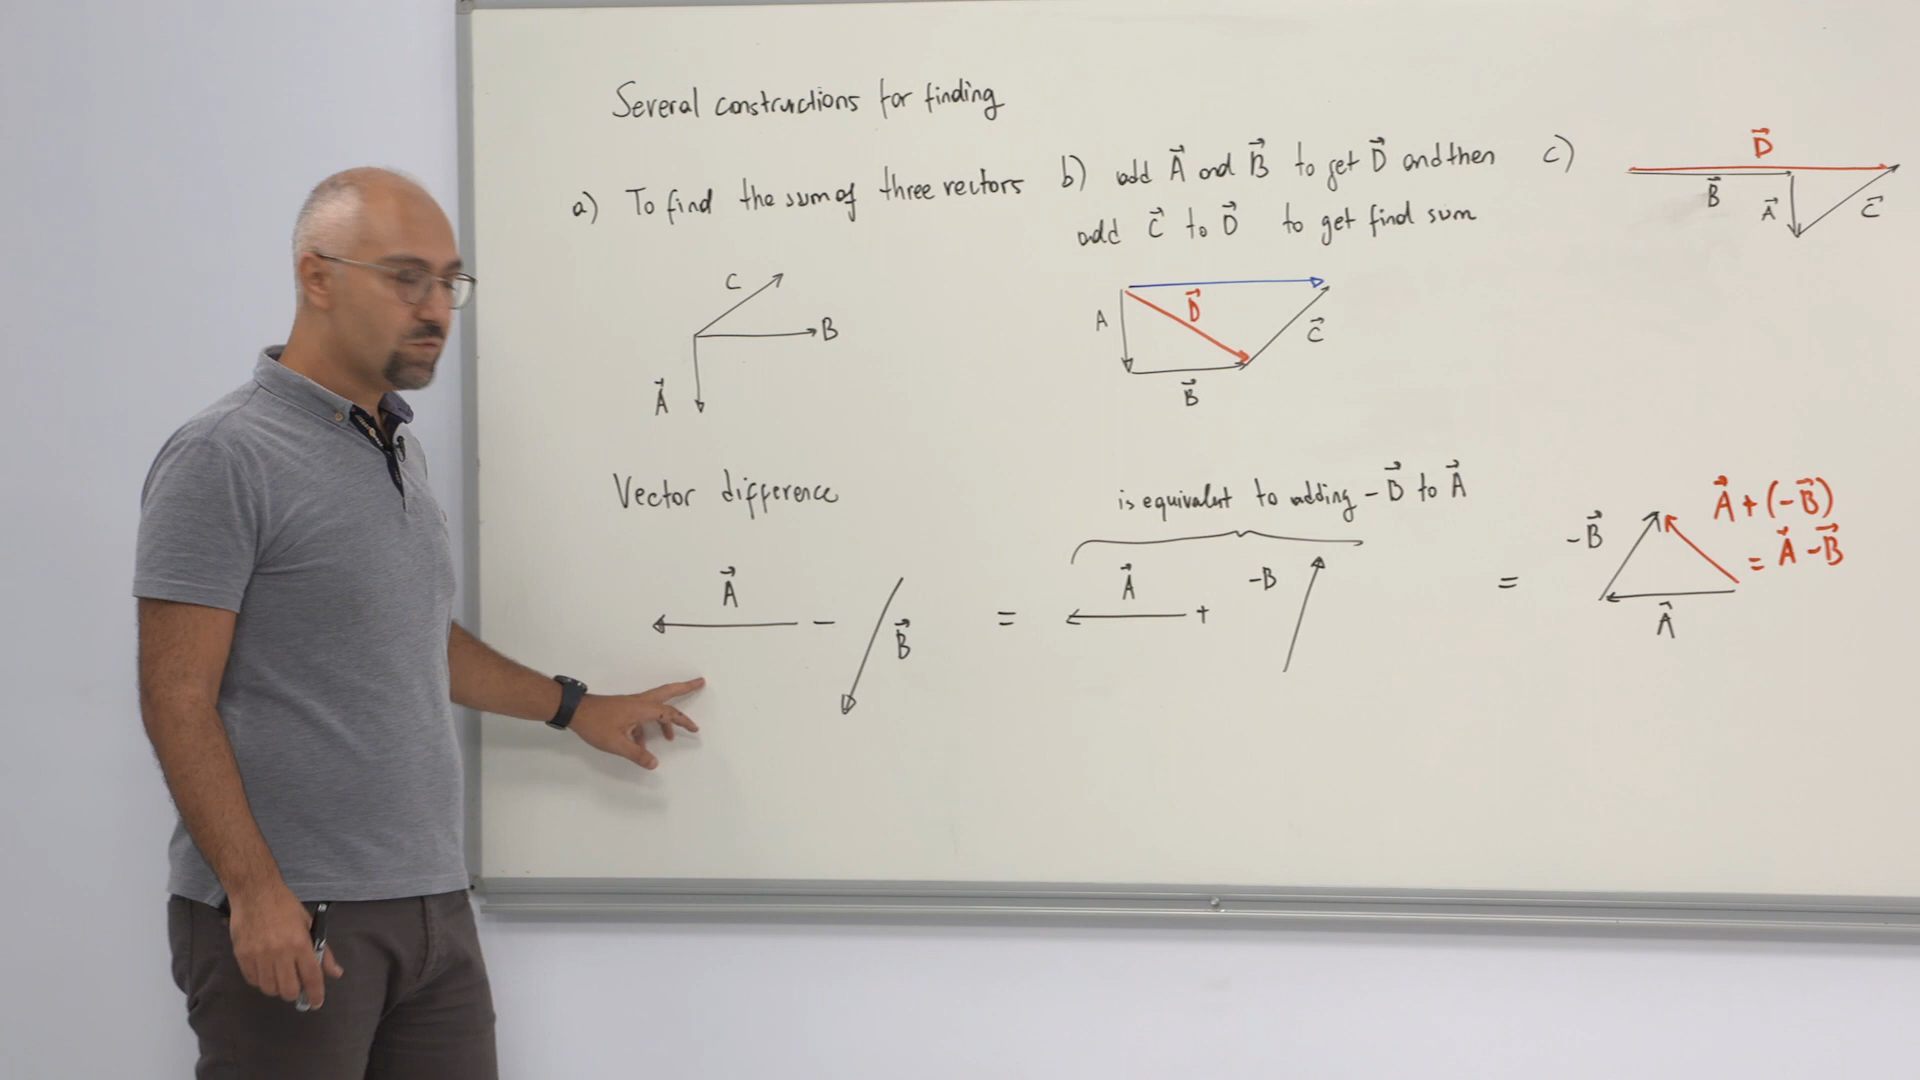 Several constructions for finding
a) To find the sum of three vectors
b) add A⃗ and B⃗ to get D⃗ and then
add C⃗ to D⃗ to get find sum
c)
D⃗
B⃗
A⃗
C⃗
C
B
A⃗
A
D⃗
B⃗
C⃗
Vector difference
is equivalent to adding -B⃗ to A⃗
A⃗
-
B⃗
=
A⃗
+
-B
=
-B⃗
A⃗
A⃗ + (-B⃗)
= A⃗ - B⃗